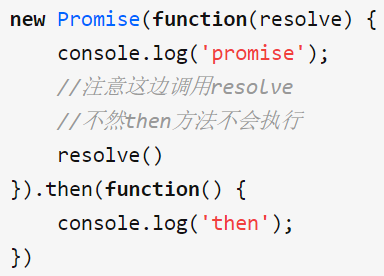 new Promise(function(resolve) {
    console.log('promise');
    //注意这边调用resolve
    //不然then方法不会执行
    resolve()
}).then(function() {
    console.log('then');
})